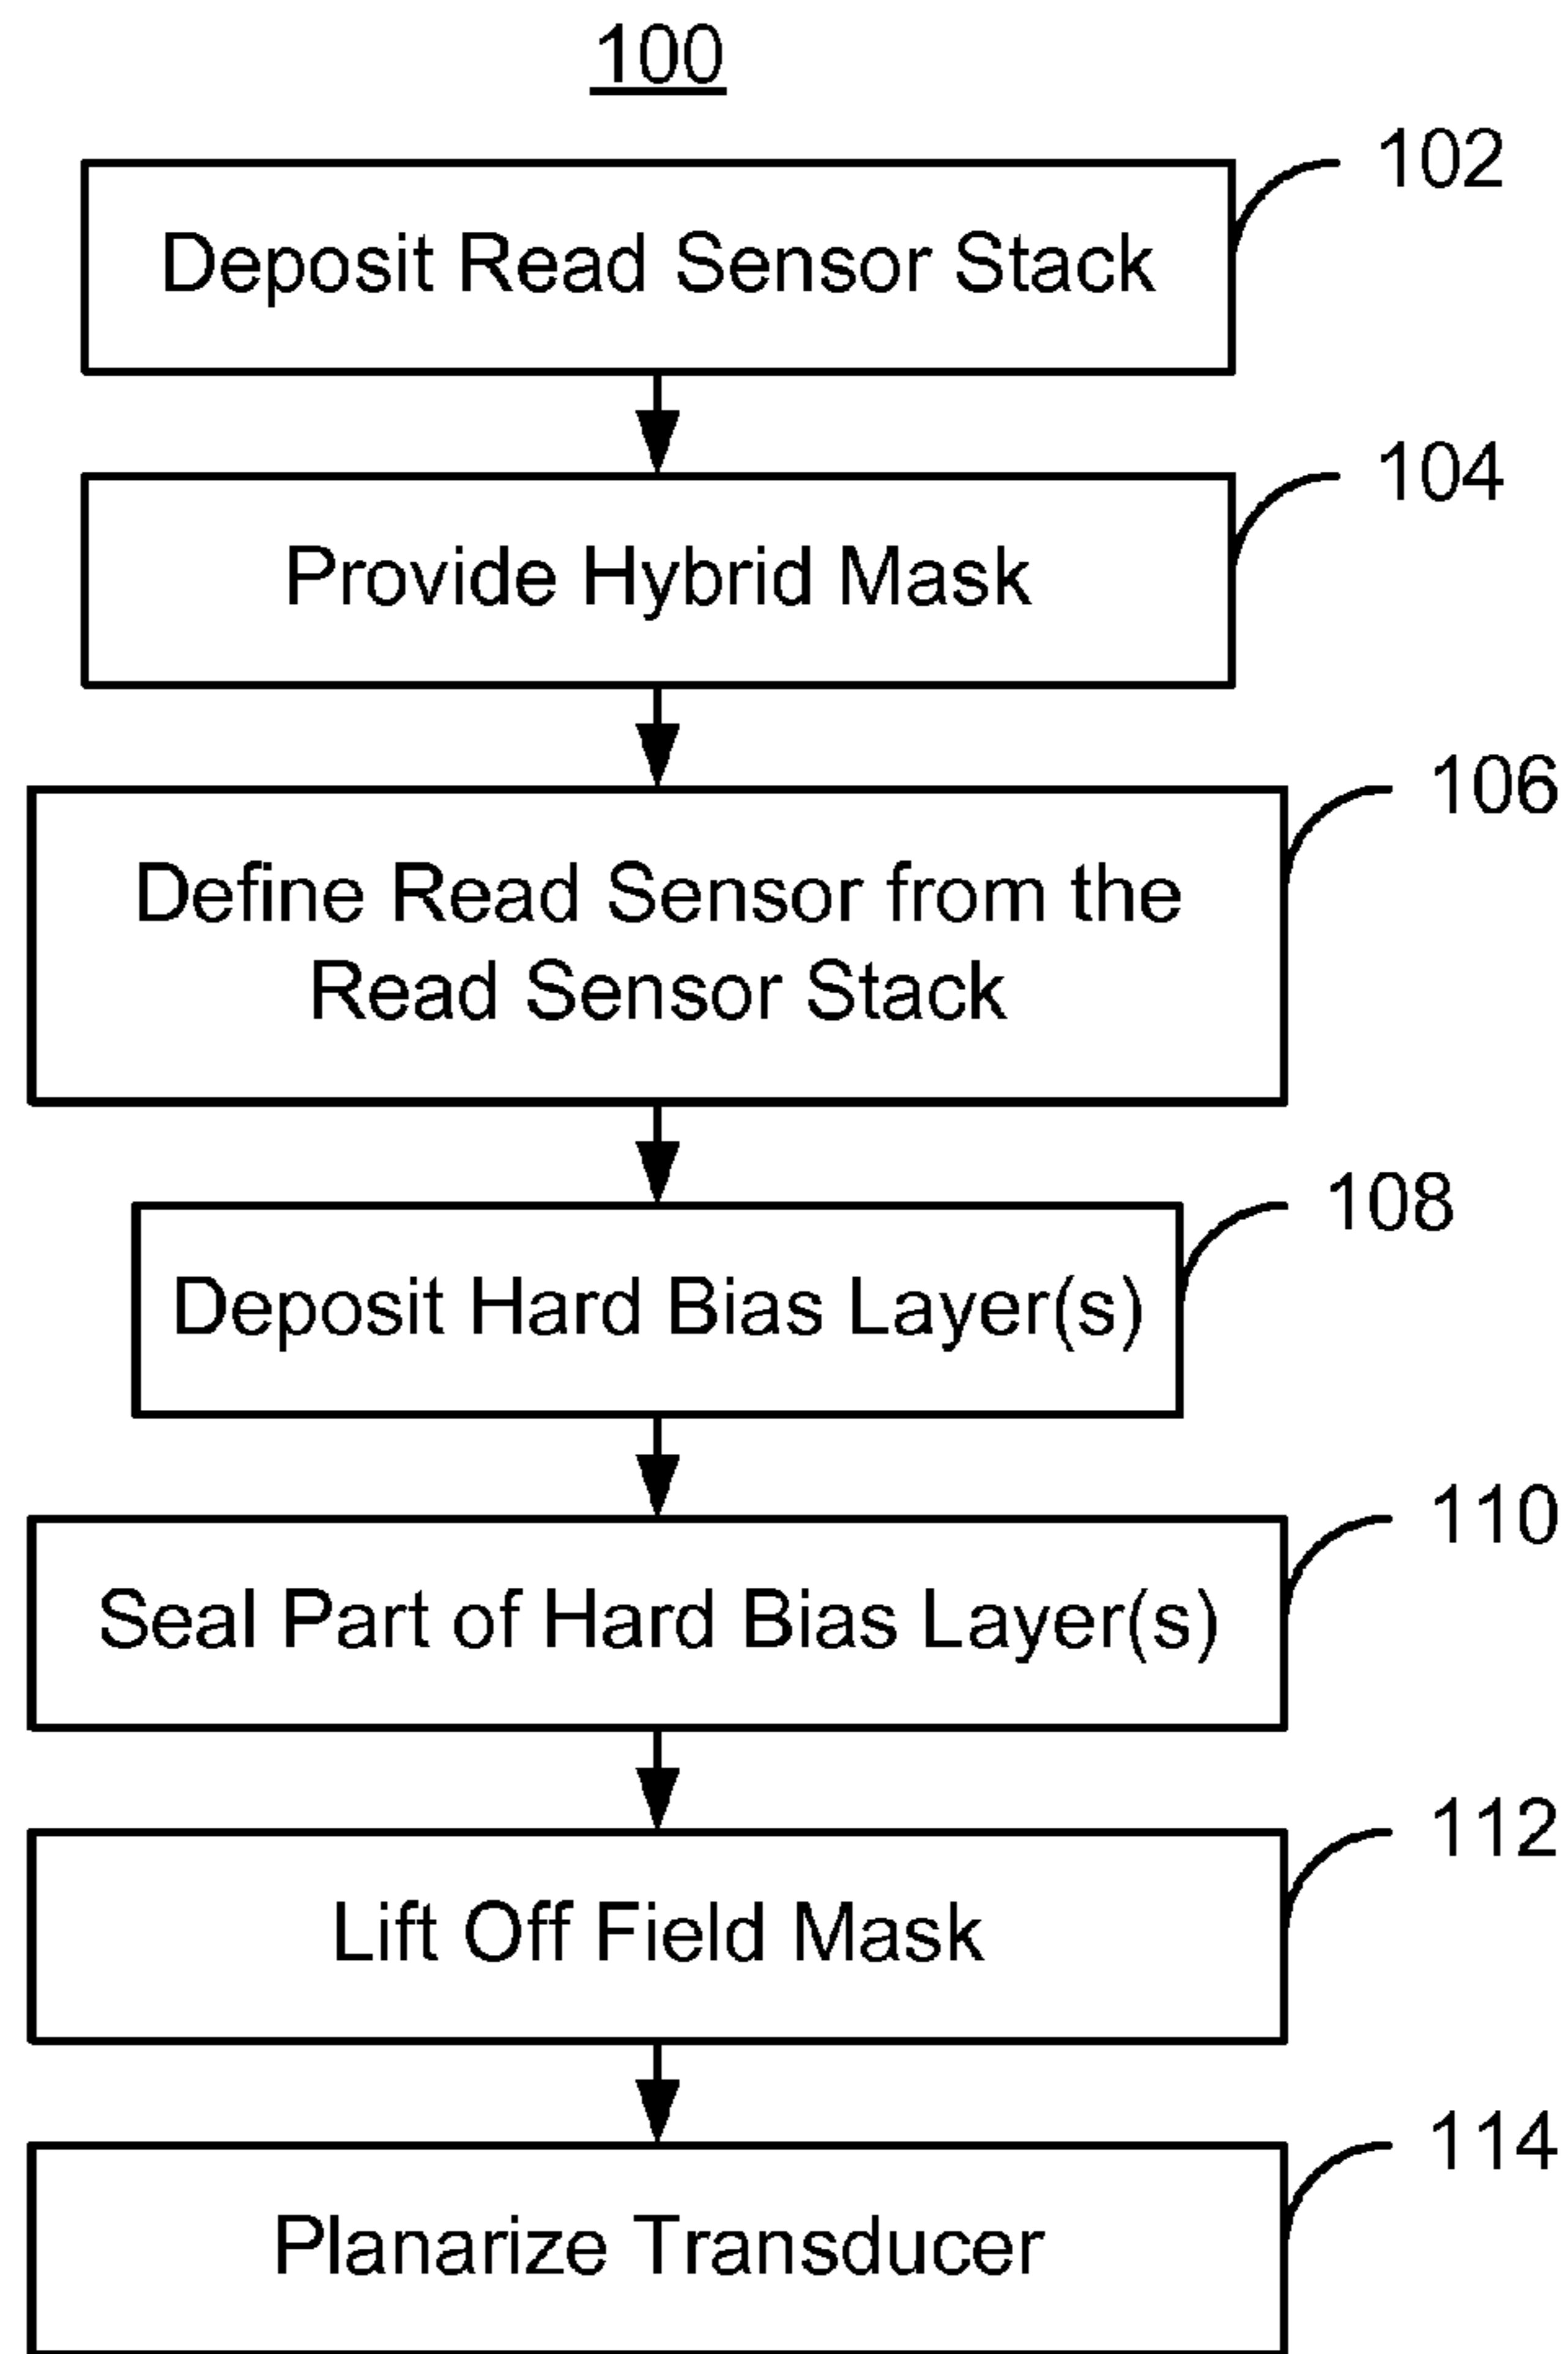 100
102
Deposit Read Sensor Stack
104
Provide Hybrid Mask
106
Define Read Sensor from the
Read Sensor Stack
108
Deposit Hard Bias Layer(s)
110
Seal Part of Hard Bias Layer(s)
112
Lift Off Field Mask
114
Planarize Transducer